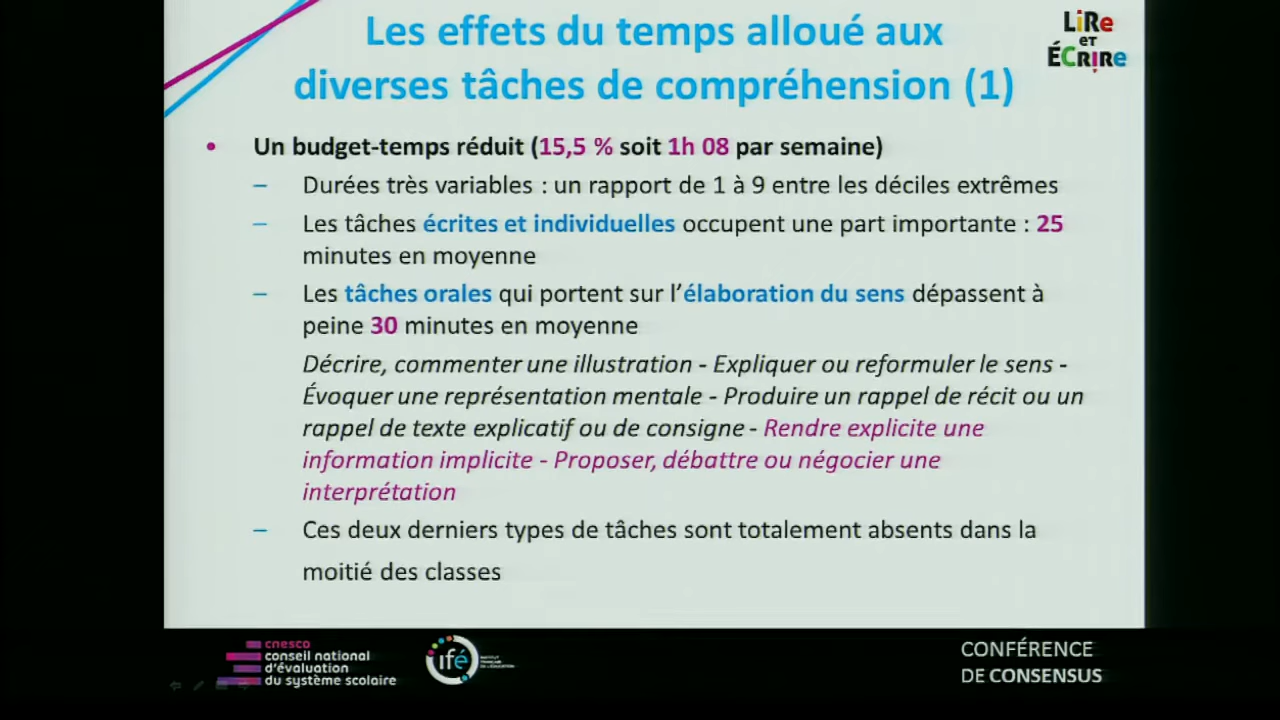 Les effets du temps alloué aux
diverses tâches de compréhension (1)
LiRe
eT
ÉCRiRe
• Un budget-temps réduit (15,5 % soit 1h 08 par semaine)
– Durées très variables : un rapport de 1 à 9 entre les déciles extrêmes
– Les tâches écrites et individuelles occupent une part importante : 25
minutes en moyenne
– Les tâches orales qui portent sur l'élaboration du sens dépassent à
peine 30 minutes en moyenne
Décrire, commenter une illustration - Expliquer ou reformuler le sens -
Évoquer une représentation mentale - Produire un rappel de récit ou un
rappel de texte explicatif ou de consigne - Rendre explicite une
information implicite - Proposer, débattre ou négocier une
interprétation
– Ces deux derniers types de tâches sont totalement absents dans la
moitié des classes
cnesco
conseil national
d'évaluation
du système scolaire
ifé
CONFÉRENCE
DE CONSENSUS